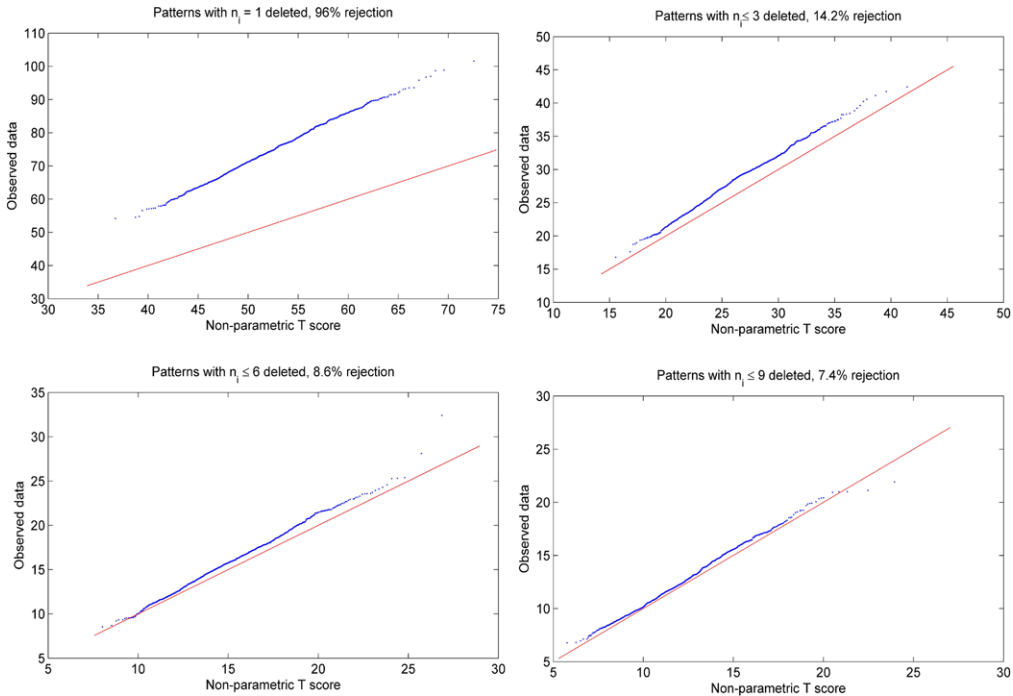 Patterns with nᵢ = 1 deleted, 96% rejection
110
100
90
80
70
60
50
40
30
Observed data
30 35 40 45 50 55 60 65 70 75
Non-parametric T score
Patterns with nᵢ ≤ 3 deleted, 14.2% rejection
50
45
40
35
30
25
20
15
10
Observed data
10 15 20 25 30 35 40 45 50
Non-parametric T score
Patterns with nᵢ ≤ 6 deleted, 8.6% rejection
35
30
25
20
15
10
5
Observed data
5 10 15 20 25 30
Non-parametric T score
Patterns with nᵢ ≤ 9 deleted, 7.4% rejection
30
25
20
15
10
5
Observed data
5 10 15 20 25 30
Non-parametric T score